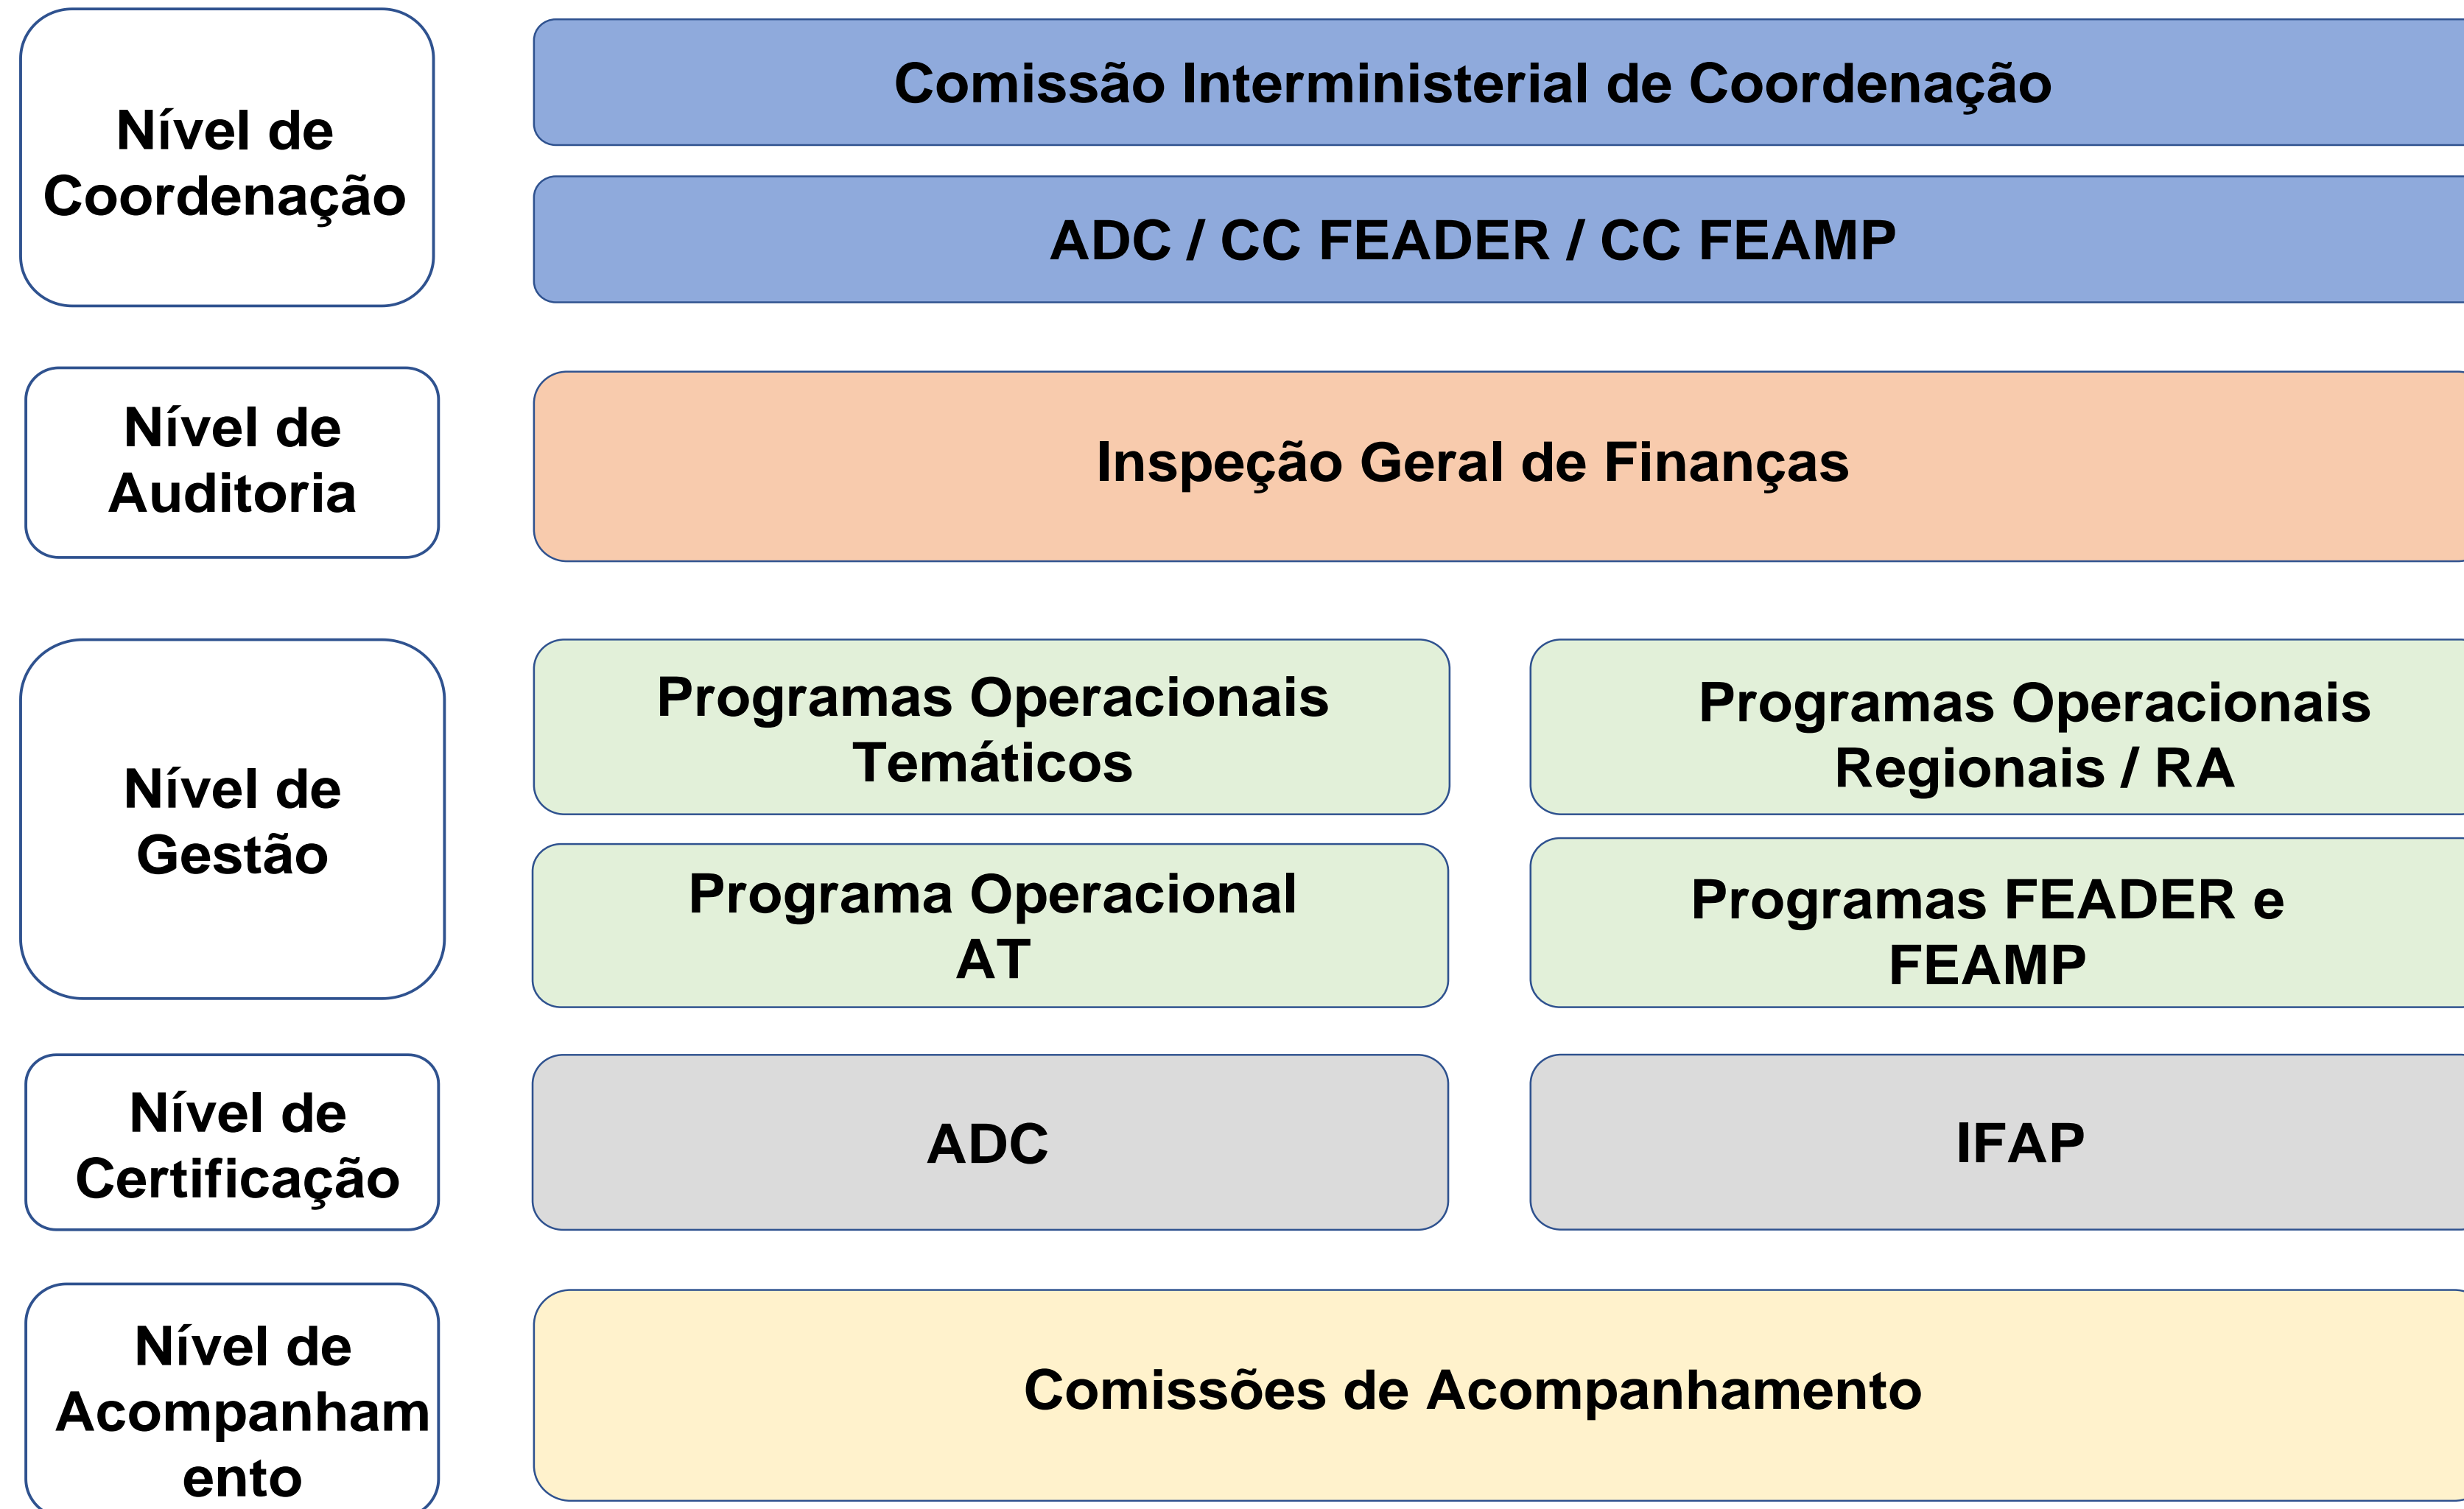 Nível de
Coordenação
Comissão Interministerial de Coordenação
ADC / CC FEADER / CC FEAMP
Nível de
Auditoria
Inspeção Geral de Finanças
Nível de
Gestão
Programas Operacionais
Temáticos
Programas Operacionais
Regionais / RA
Programa Operacional
AT
Programas FEADER e
FEAMP
Nível de
Certificação
ADC
IFAP
Nível de
Acompanham
ento
Comissões de Acompanhamento